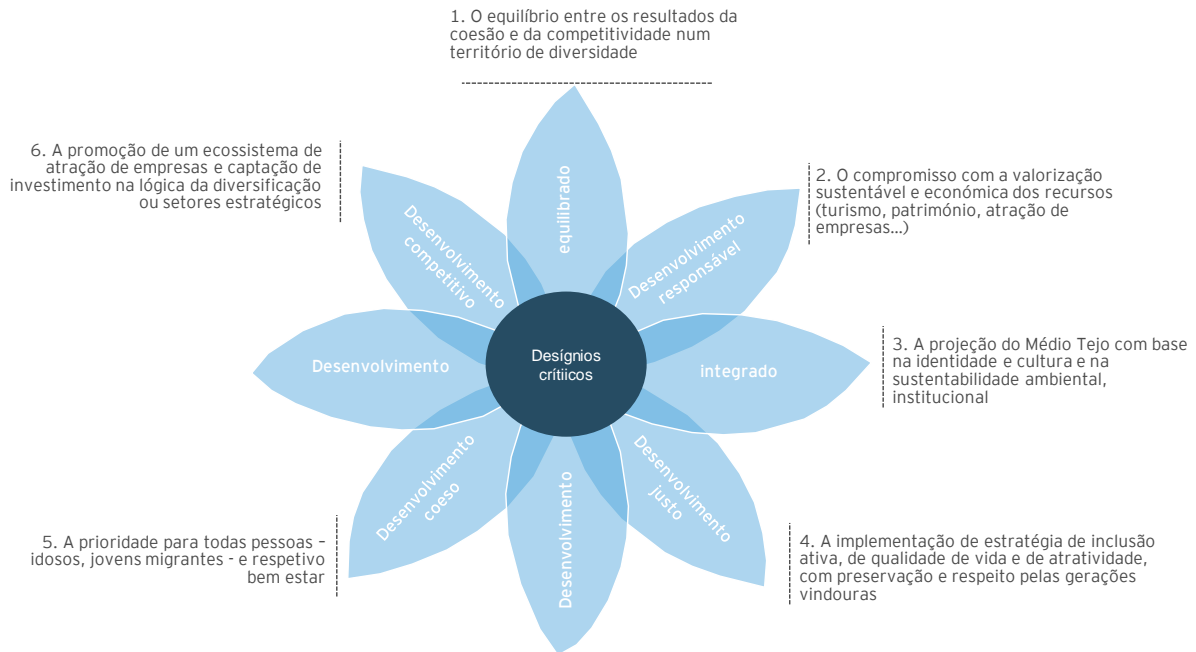 1. O equilíbrio entre os resultados da
coesão e da competitividade num
território de diversidade
6. A promoção de um ecossistema de
atração de empresas e captação de
investimento na lógica da diversificação
ou setores estratégicos
2. O compromisso com a valorização
sustentável e económica dos recursos
(turismo, património, atração de
empresas...)
equilibrado
Desenvolvimento
competitivo
Desenvolvimento
responsável
Desígnios
crítiicos
Desenvolvimento
integrado
3. A projeção do Médio Tejo com base
na identidade e cultura e na
sustentabilidade ambiental,
institucional
Desenvolvimento
coeso
Desenvolvimento
Desenvolvimento
justo
5. A prioridade para todas pessoas –
idosos, jovens migrantes - e respetivo
bem estar
4. A implementação de estratégia de inclusão
ativa, de qualidade de vida e de atratividade,
com preservação e respeito pelas gerações
vindouras